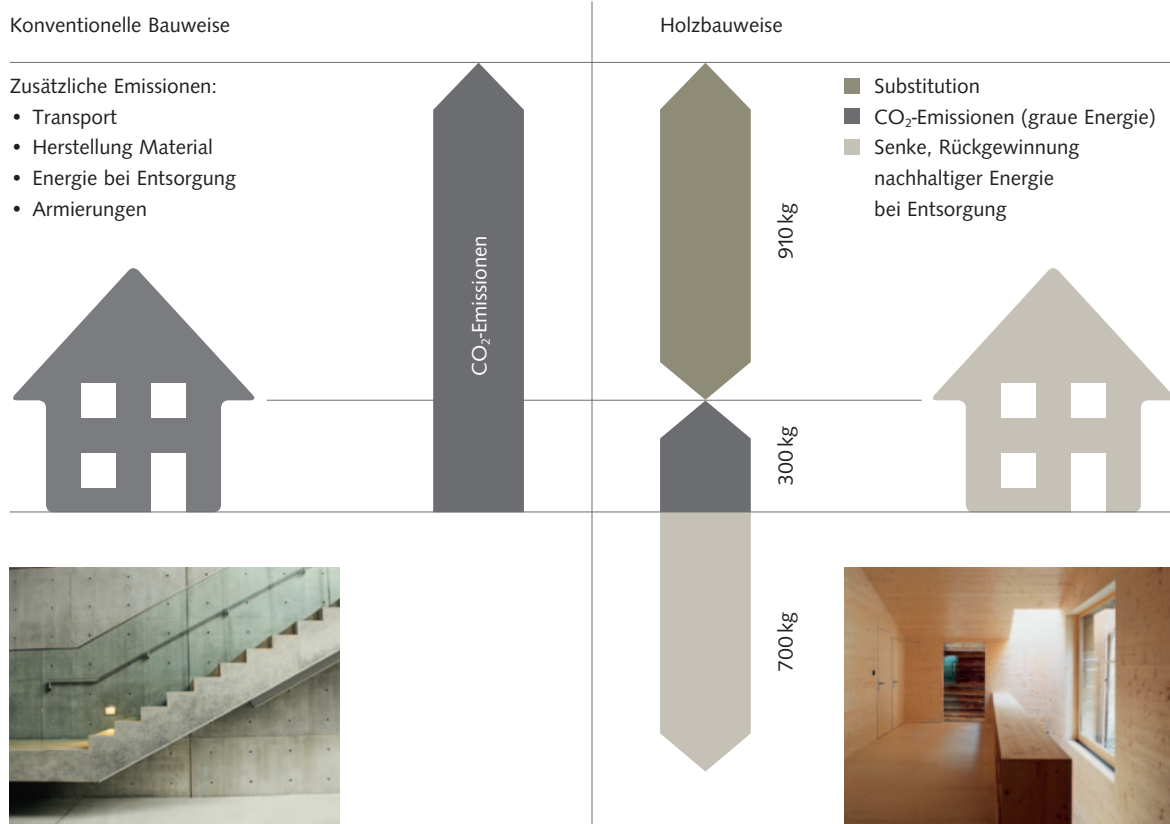 Konventionelle Bauweise
Zusätzliche Emissionen:
• Transport
• Herstellung Material
• Energie bei Entsorgung
• Armierungen
CO₂-Emissionen
Holzbauweise
Substitution
CO₂-Emissionen (graue Energie)
Senke, Rückgewinnung
nachhaltiger Energie
bei Entsorgung
910 kg
300 kg
700 kg